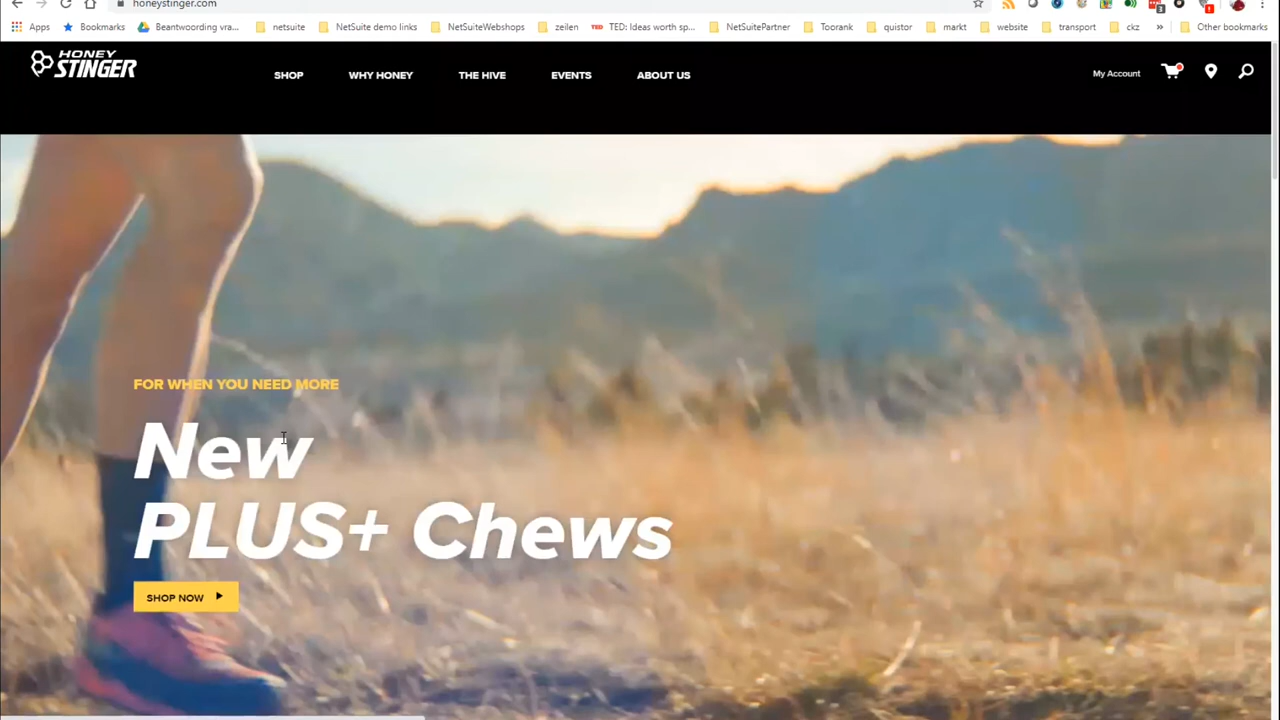 honeystinger.com
Apps Bookmarks Beantwoording vra... netsuite NetSuite demo links NetSuiteWebshops zeilen TED TED: Ideas worth sp... NetSuitePartner Toorank markt quistor website transport ckz » Other bookmarks
HONEY STINGER
SHOP WHY HONEY THE HIVE EVENTS ABOUT US My Account
FOR WHEN YOU NEED MORE
New
PLUS+ Chews
SHOP NOW